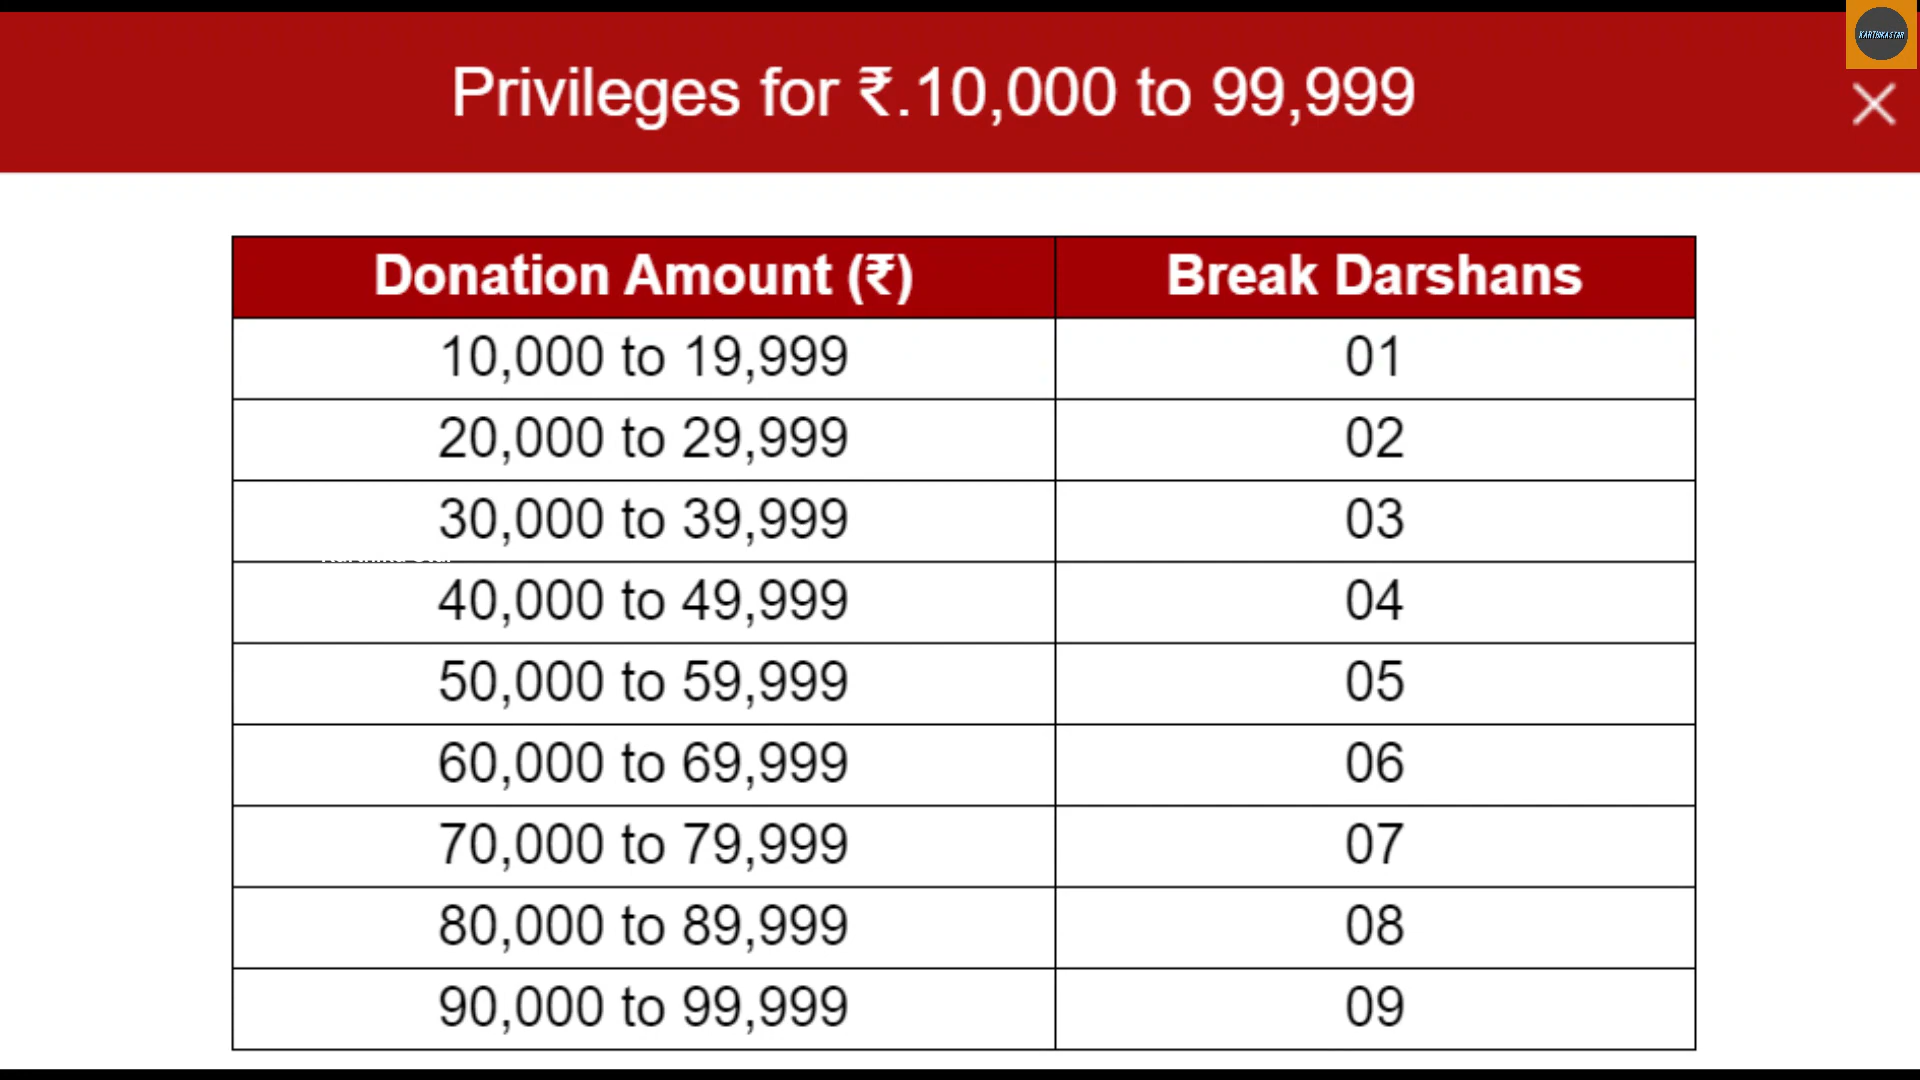 KARTHIKA STAR
Privileges for ₹.10,000 to 99,999
Donation Amount (₹) Break Darshans
10,000 to 19,999 01
20,000 to 29,999 02
30,000 to 39,999 03
40,000 to 49,999 04
50,000 to 59,999 05
60,000 to 69,999 06
70,000 to 79,999 07
80,000 to 89,999 08
90,000 to 99,999 09